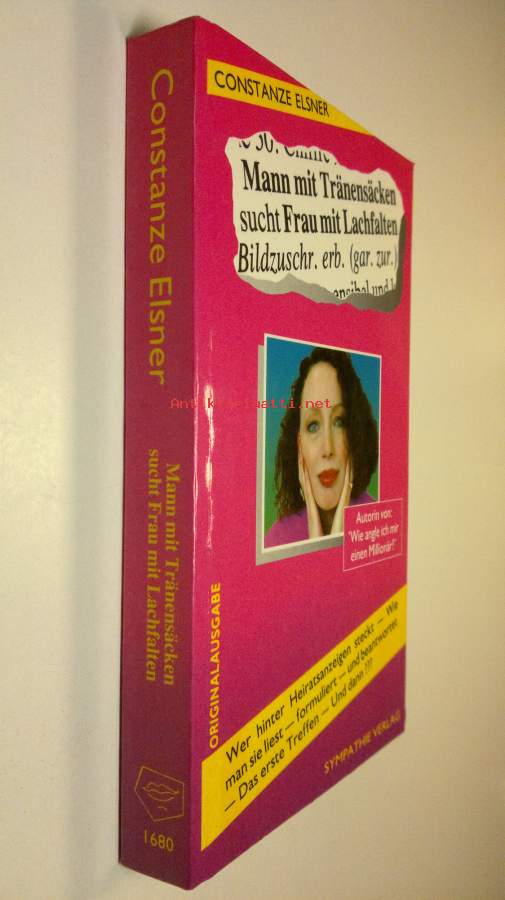 Constanze Elsner
Mann mit Tränensäcken
sucht Frau mit Lachfalten
1680
CONSTANZE ELSNER
Mann mit Tränensäcken
sucht Frau mit Lachfalten
Bildzuschr. erb. (gar. zur.)
und
Autorin von:
"Wie angle ich mir
einen Millionär?"
ORIGINALAUSGABE
Wer hinter Heiratsanzeigen steckt — Wie
man sie liest — formuliert — und beantwortet
— Das erste Treffen — Und dann ???
SYMPATHIE VERLAG